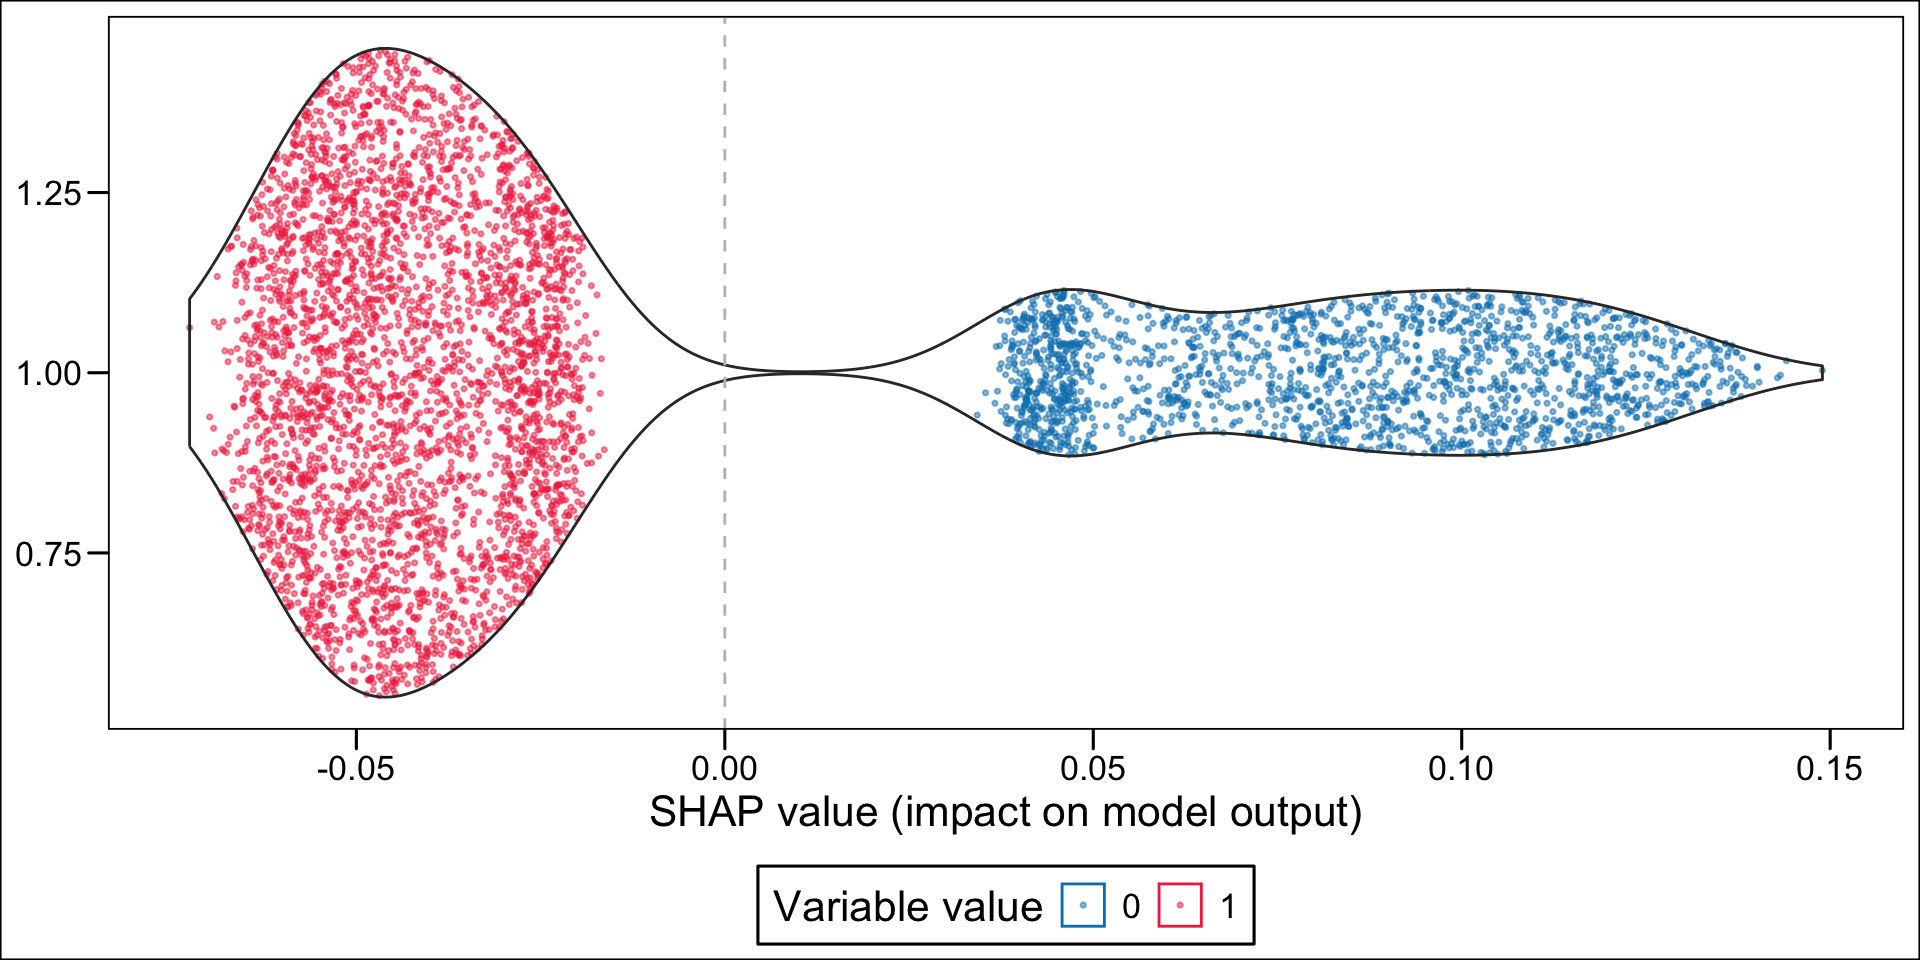 1.25
1.00
0.75
-0.05 0.00 0.05 0.10 0.15
SHAP value (impact on model output)
Variable value 0 1